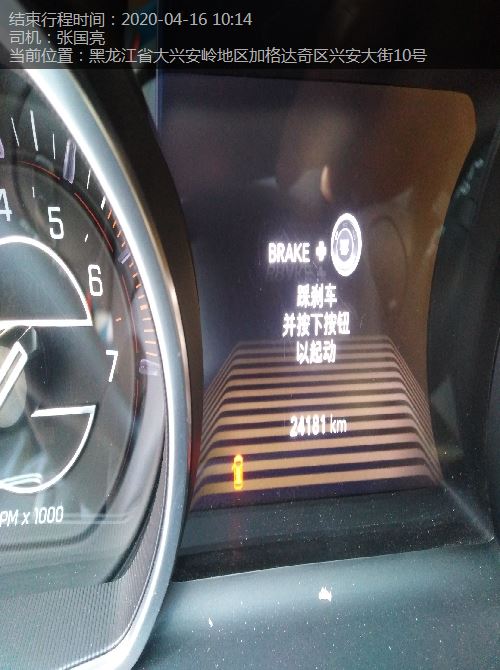 结束行程时间：2020-04-16 10:14
司机：张国亮
当前位置：黑龙江省大兴安岭地区加格达奇区兴安大街10号
4
5
6
7
BRAKE +
踩刹车
并按下按钮
以起动
24181 km
PM x 1000